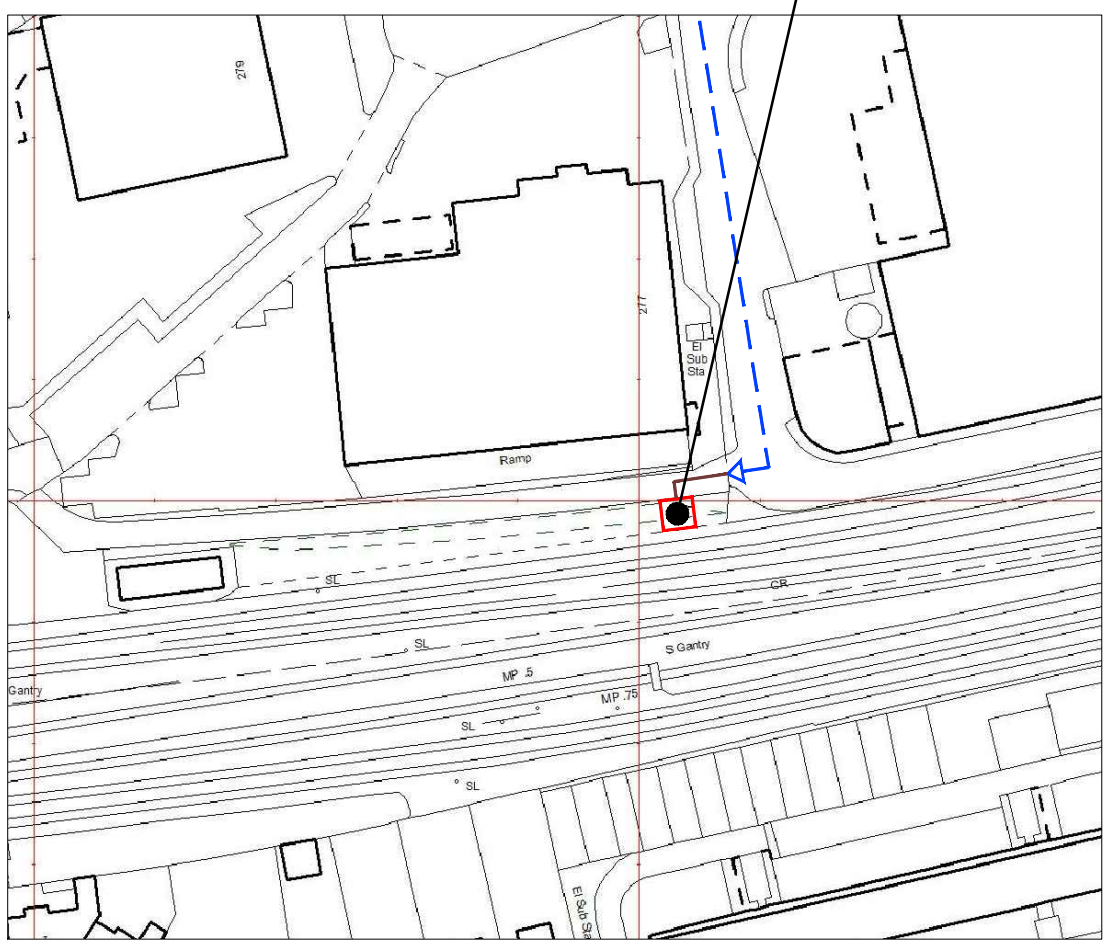 279
277
El
Sub
Sta
Ramp
SL
CR
SL
S Gantry
MP .5
Gantry
MP .75
SL
SL
El Sub Sta